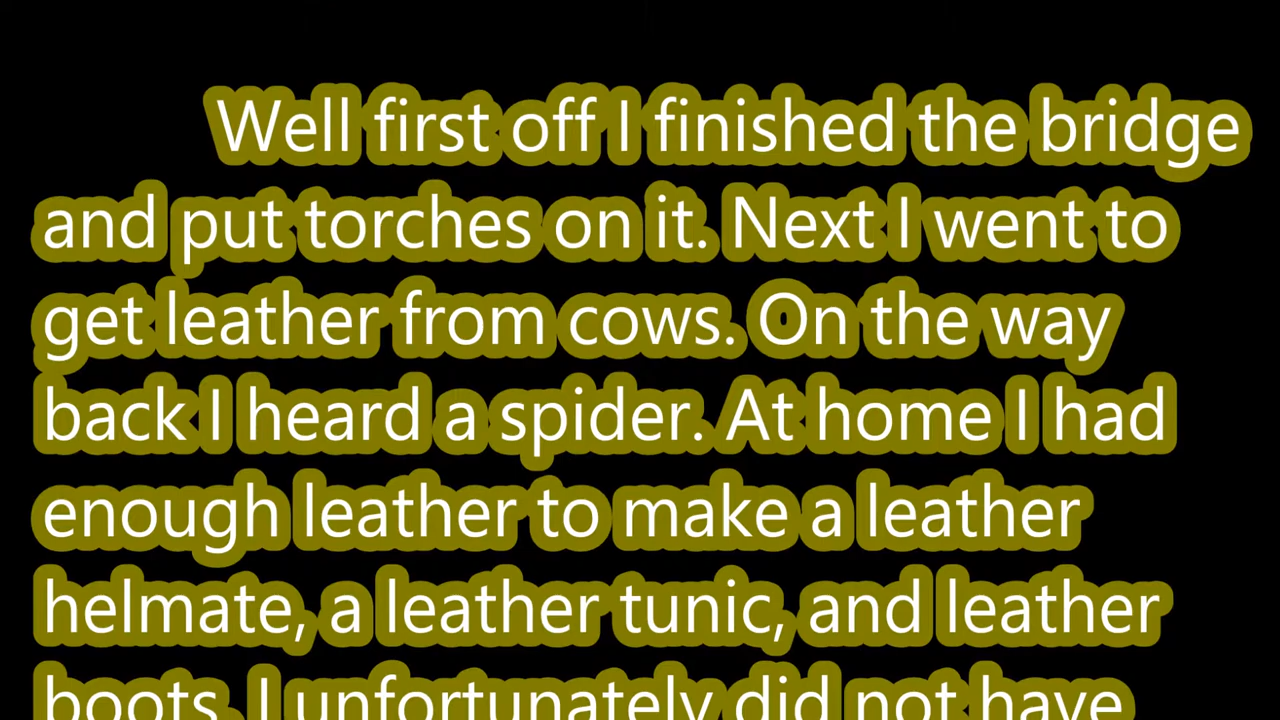 Well first off I finished the bridge
and put torches on it. Next I went to
get leather from cows. On the way
back I heard a spider. At home I had
enough leather to make a leather
helmate, a leather tunic, and leather
boots. I unfortunately did not have